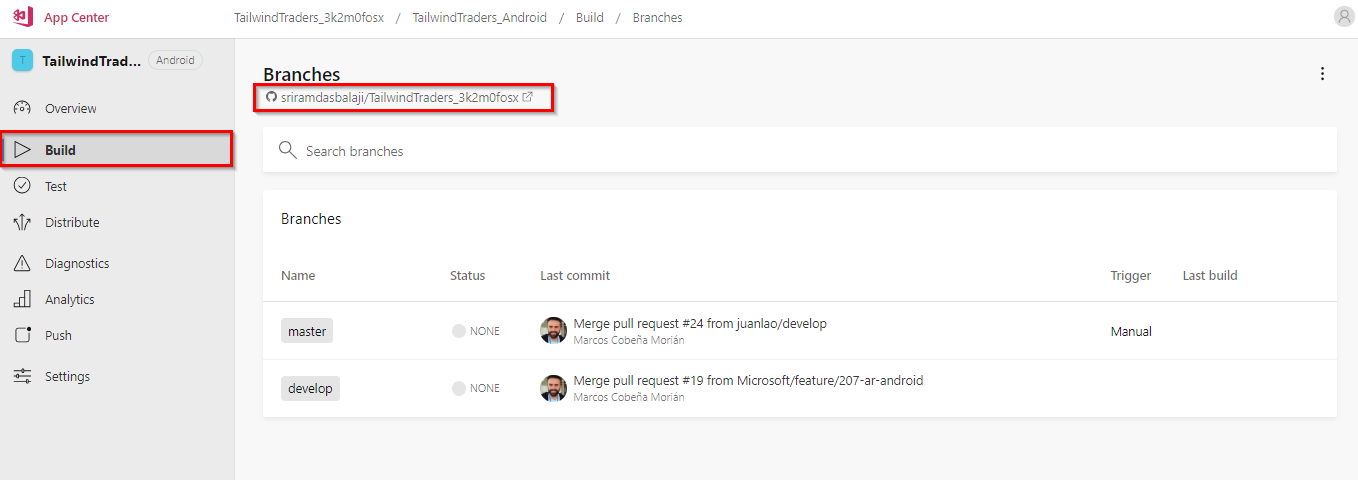 App Center
TailwindTraders_3k2m0fosx / TailwindTraders_Android / Build / Branches
T TailwindTrad... Android
Overview
Build
Test
Distribute
Diagnostics
Analytics
Push
Settings
Branches
sriramdasbalaji/TailwindTraders_3k2m0fosx
Search branches
Branches
Name Status Last commit Trigger Last build
master NONE Merge pull request #24 from juanlao/develop Manual
Marcos Cobeña Morián
develop NONE Merge pull request #19 from Microsoft/feature/207-ar-android
Marcos Cobeña Morián